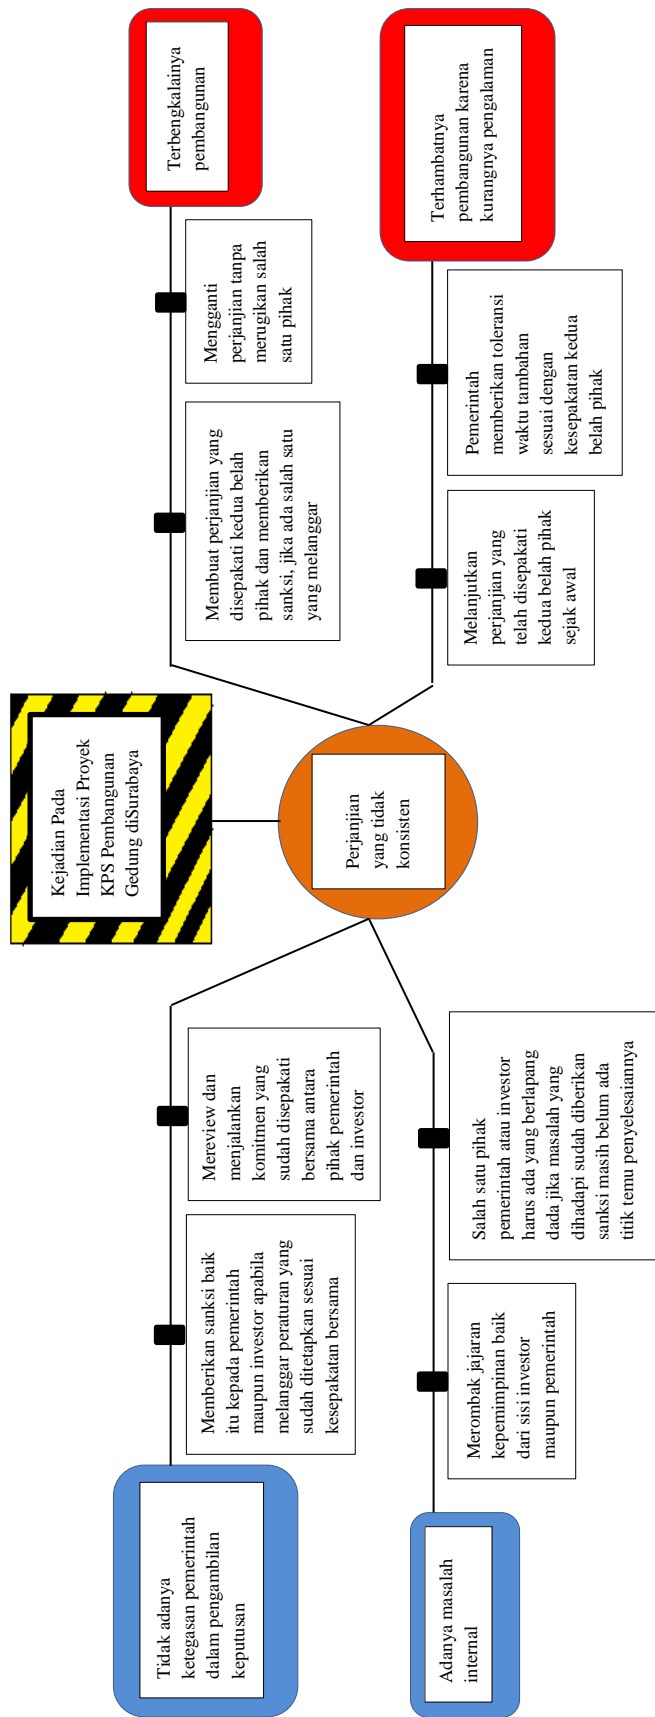 Kejadian Pada
Implementasi Proyek
KPS Pembangunan
Gedung diSurabaya
Tidak adanya
ketegasan pemerintah
dalam pengambilan
keputusan
Memberikan sanksi baik
itu kepada pemerintah
maupun investor apabila
melanggar peraturan yang
sudah ditetapkan sesuai
kesepakatan bersama
Mereview dan
menjalankan
komitmen yang
sudah disepakati
bersama antara
pihak pemerintah
dan investor
Membuat perjanjian yang
disepakati kedua belah
pihak dan memberikan
sanksi, jika ada salah satu
yang melanggar
Mengganti
perjanjian tanpa
merugikan salah
satu pihak
Terbengkalainya
pembangunan
Perjanjian
yang tidak
konsisten
Adanya masalah
internal
Merombak jajaran
kepemimpinan baik
dari sisi investor
maupun pemerintah
Salah satu pihak
pemerintah atau investor
harus ada yang berlapang
dada jika masalah yang
dihadapi sudah diberikan
sanksi masih belum ada
titik temu penyelesaiannya
Melanjutkan
perjanjian yang
telah disepakati
kedua belah pihak
sejak awal
Pemerintah
memberikan toleransi
waktu tambahan
sesuai dengan
kesepakatan kedua
belah pihak
Terhambatnya
pembangunan karena
kurangnya pengalaman